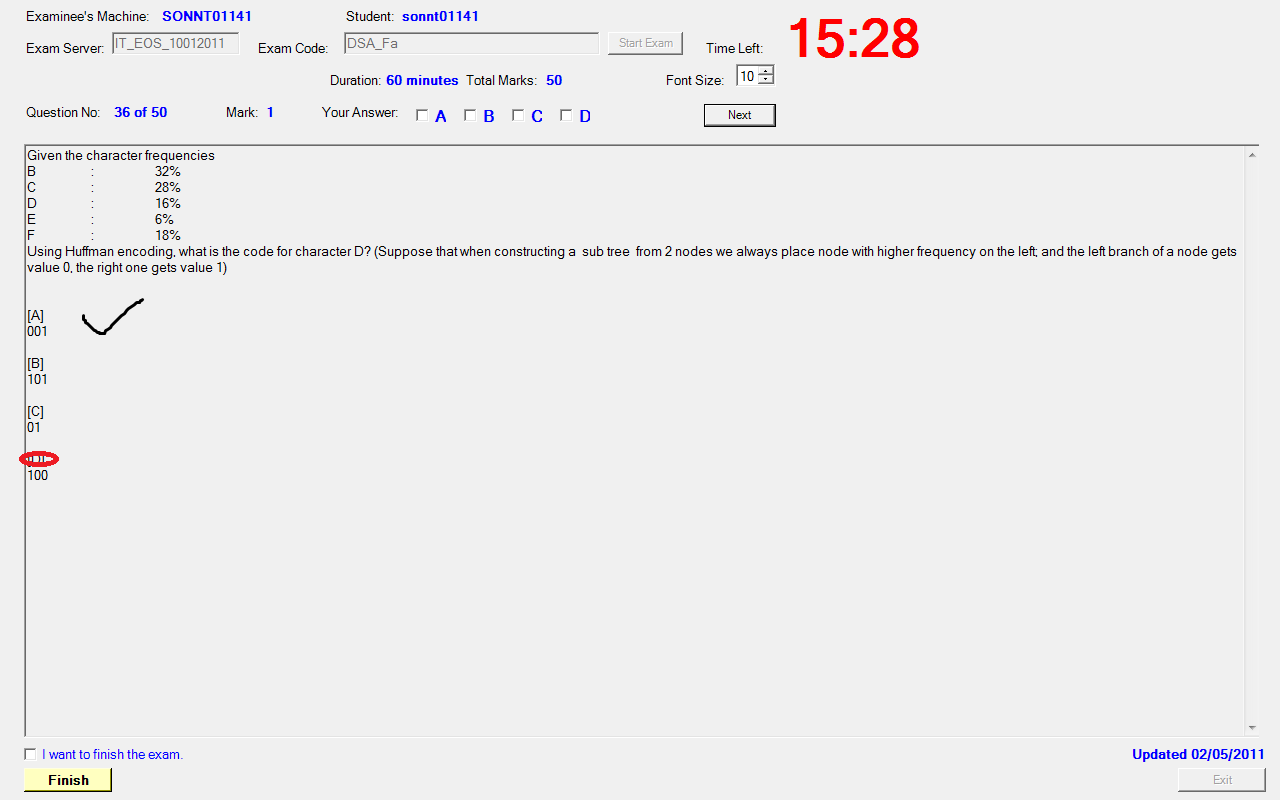 Examinee's Machine: SONNT01141 Student: sonnt01141
Exam Server: IT_EOS_10012011 Exam Code: DSA_Fa Start Exam Time Left: 15:28
Duration: 60 minutes Total Marks: 50 Font Size: 10
Question No: 36 of 50 Mark: 1 Your Answer: A B C D Next
Given the character frequencies
B : 32%
C : 28%
D : 16%
E : 6%
F : 18%
Using Huffman encoding, what is the code for character D? (Suppose that when constructing a sub tree from 2 nodes we always place node with higher frequency on the left; and the left branch of a node gets
value 0, the right one gets value 1)
[A]
001
[B]
101
[C]
01
100
I want to finish the exam. Updated 02/05/2011
Finish Exit